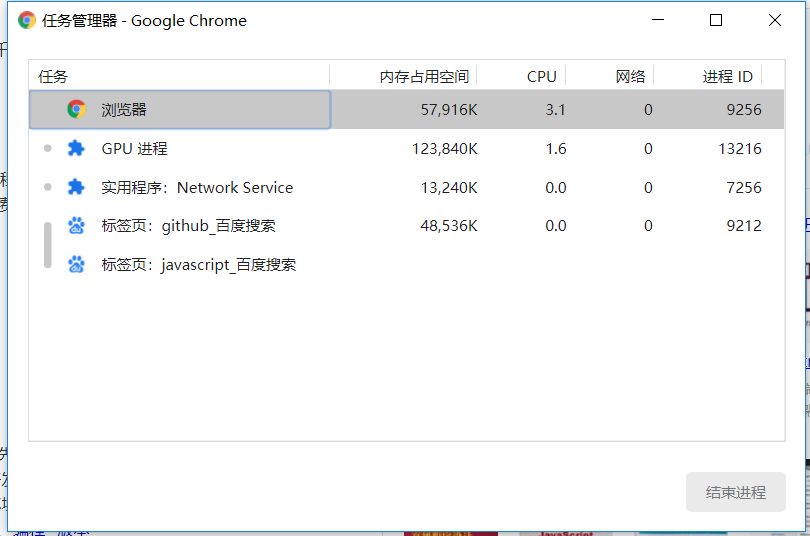 任务管理器 - Google Chrome
任务 内存占用空间 CPU 网络 进程 ID
浏览器 57,916K 3.1 0 9256
GPU 进程 123,840K 1.6 0 13216
实用程序：Network Service 13,240K 0.0 0 7256
标签页：github_百度搜索 48,536K 0.0 0 9212
标签页：javascript_百度搜索
结束进程
JavaScript